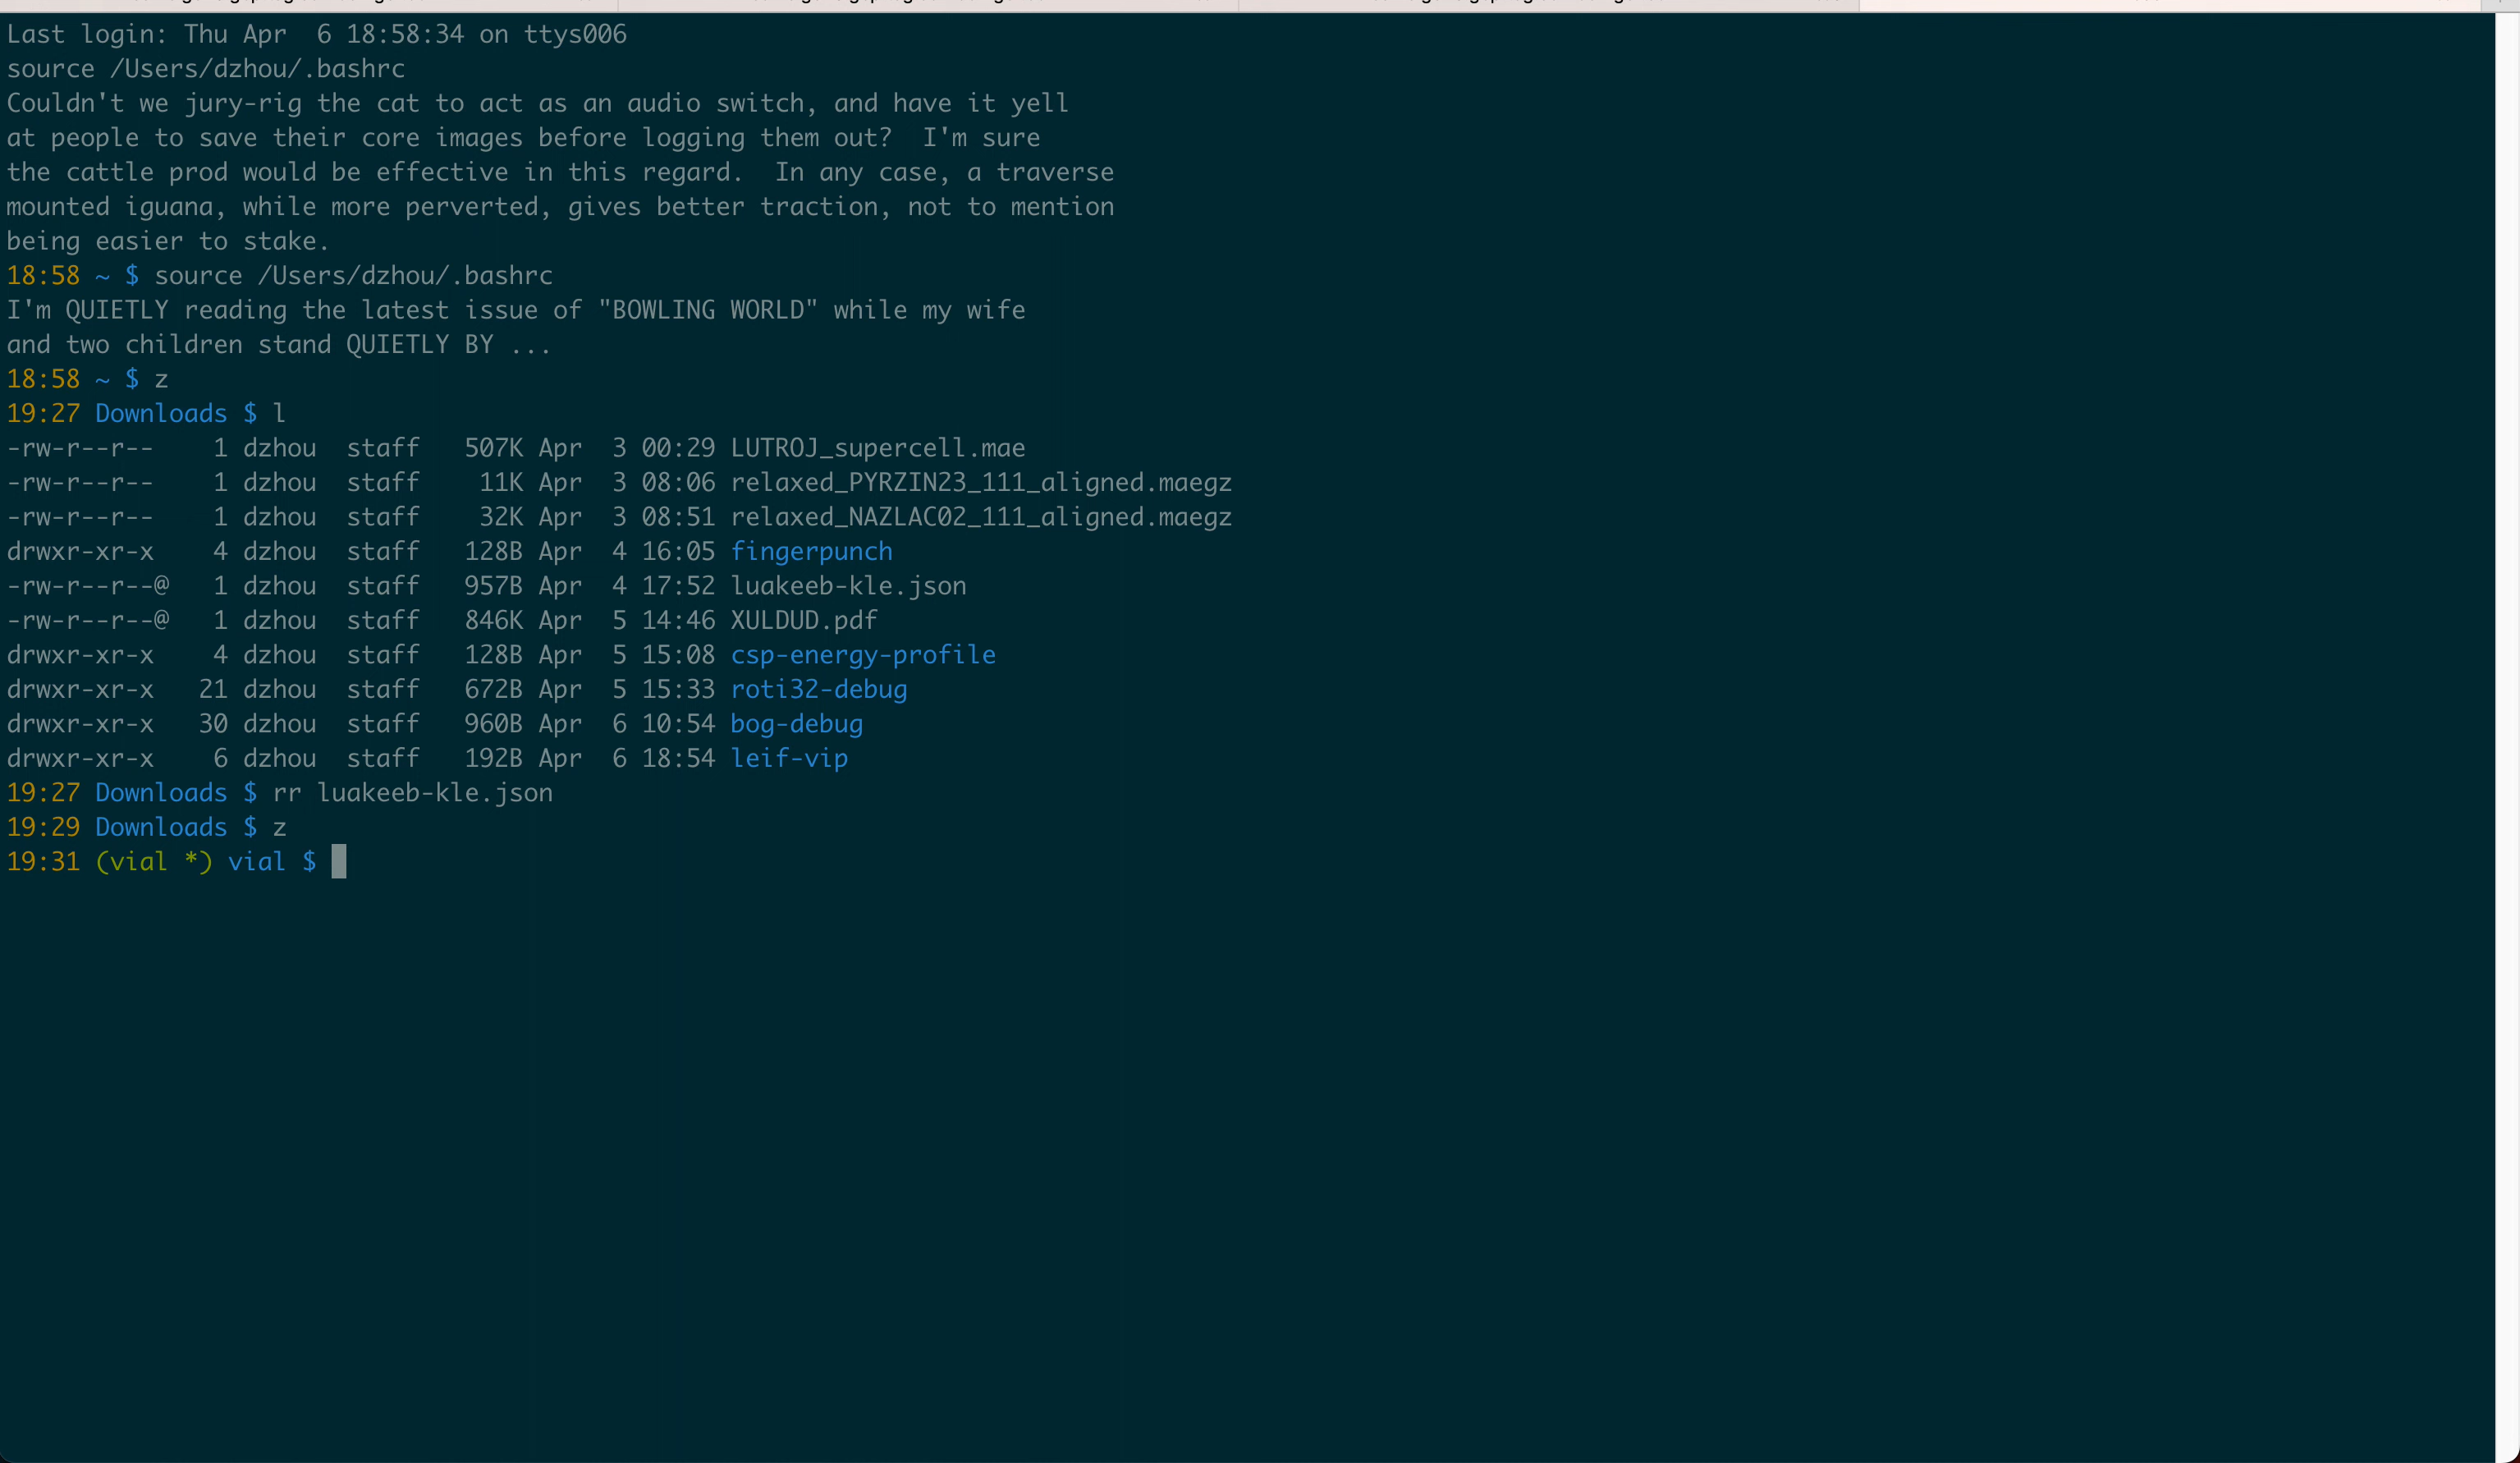 Last login: Thu Apr  6 18:58:34 on ttys006
source /Users/dzhou/.bashrc
Couldn't we jury-rig the cat to act as an audio switch, and have it yell
at people to save their core images before logging them out?  I'm sure
the cattle prod would be effective in this regard.  In any case, a traverse
mounted iguana, while more perverted, gives better traction, not to mention
being easier to stake.
18:58 ~ $ source /Users/dzhou/.bashrc
I'm QUIETLY reading the latest issue of "BOWLING WORLD" while my wife
and two children stand QUIETLY BY ...
18:58 ~ $ z
19:27 Downloads $ l
-rw-r--r--    1 dzhou  staff   507K Apr  3 00:29 LUTROJ_supercell.mae
-rw-r--r--    1 dzhou  staff    11K Apr  3 08:06 relaxed_PYRZIN23_111_aligned.maegz
-rw-r--r--    1 dzhou  staff    32K Apr  3 08:51 relaxed_NAZLAC02_111_aligned.maegz
drwxr-xr-x    4 dzhou  staff   128B Apr  4 16:05 fingerpunch
-rw-r--r--@   1 dzhou  staff   957B Apr  4 17:52 luakeeb-kle.json
-rw-r--r--@   1 dzhou  staff   846K Apr  5 14:46 XULDUD.pdf
drwxr-xr-x    4 dzhou  staff   128B Apr  5 15:08 csp-energy-profile
drwxr-xr-x   21 dzhou  staff   672B Apr  5 15:33 roti32-debug
drwxr-xr-x   30 dzhou  staff   960B Apr  6 10:54 bog-debug
drwxr-xr-x    6 dzhou  staff   192B Apr  6 18:54 leif-vip
19:27 Downloads $ rr luakeeb-kle.json
19:29 Downloads $ z
19:31 (vial *) vial $